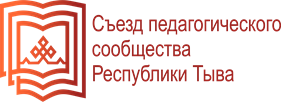 Съезд педагогического
сообщества
Республики Тыва